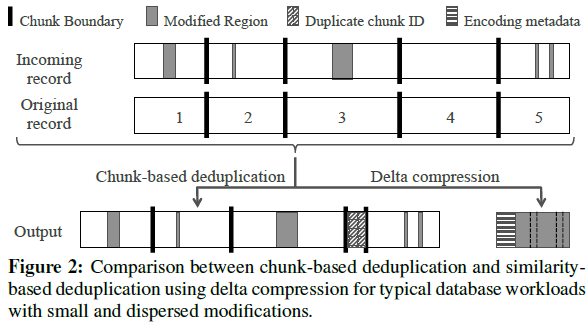 Chunk Boundary Modified Region Duplicate chunk ID Encoding metadata
Incoming
record
Original
record
1 2 3 4 5
Chunk-based deduplication Delta compression
Output
Figure 2: Comparison between chunk-based deduplication and similarity-
based deduplication using delta compression for typical database workloads
with small and dispersed modifications.